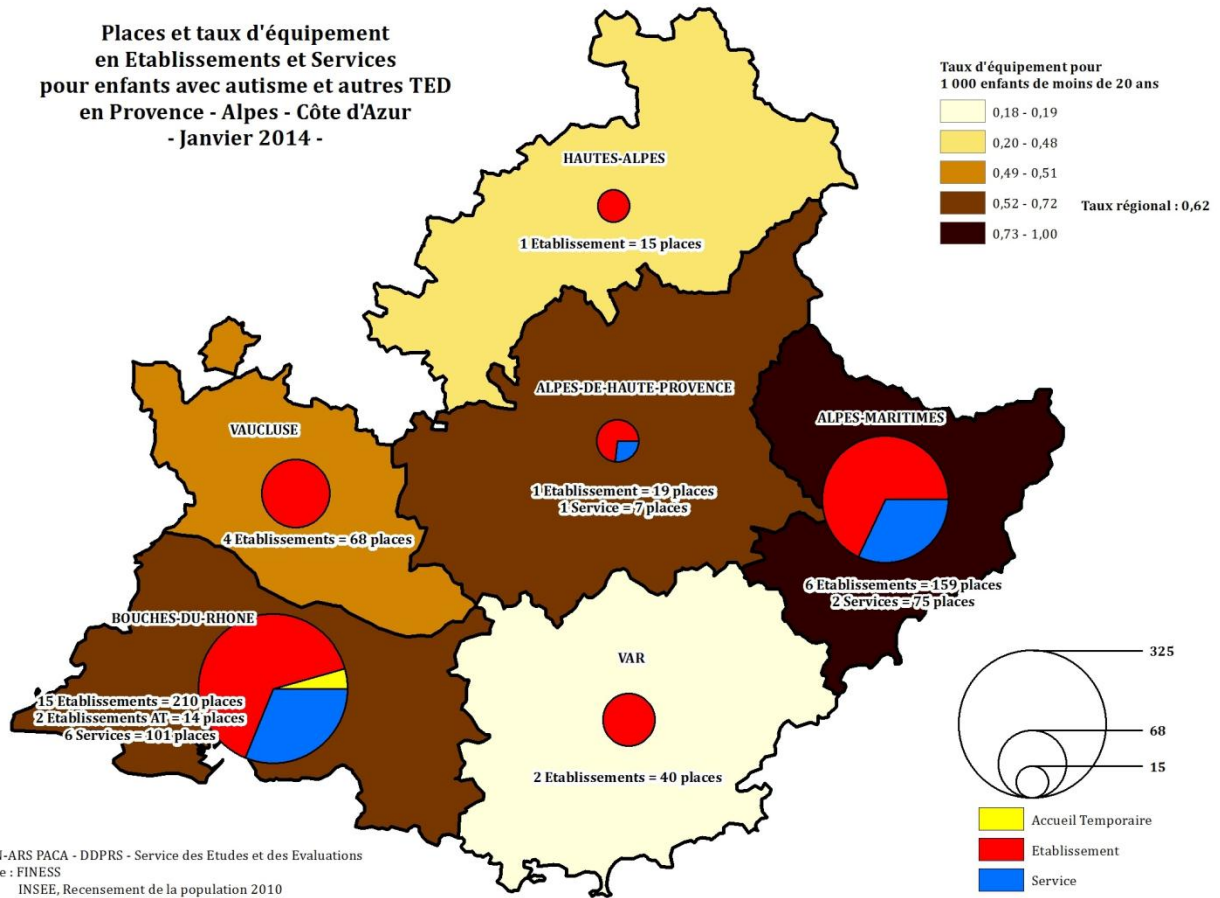 Places et taux d'équipement
en Etablissements et Services
pour enfants avec autisme et autres TED
en Provence - Alpes - Côte d'Azur
- Janvier 2014 -
Taux d'équipement pour
1 000 enfants de moins de 20 ans
0,18 - 0,19
0,20 - 0,48
0,49 - 0,51
0,52 - 0,72 Taux régional : 0,62
0,73 - 1,00
HAUTES-ALPES
1 Etablissement = 15 places
ALPES-DE-HAUTE-PROVENCE
1 Etablissement = 19 places
1 Service = 7 places
ALPES-MARITIMES
6 Etablissements = 159 places
2 Services = 75 places
VAUCLUSE
4 Etablissements = 68 places
BOUCHES-DU-RHONE
15 Etablissements = 210 places
2 Etablissements AT = 14 places
6 Services = 101 places
VAR
2 Etablissements = 40 places
325
68
15
Accueil Temporaire
Etablissement
Service
-ARS PACA - DDPRS - Service des Etudes et des Evaluations
e : FINESS
INSEE, Recensement de la population 2010